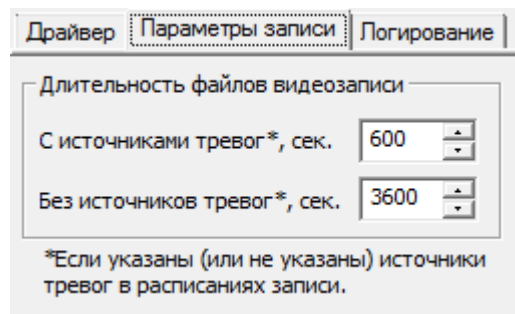 Драйвер Параметры записи Логирование
Длительность файлов видеозаписи
С источниками тревог*, сек. 600
Без источников тревог*, сек. 3600
*Если указаны (или не указаны) источники
тревог в расписаниях записи.